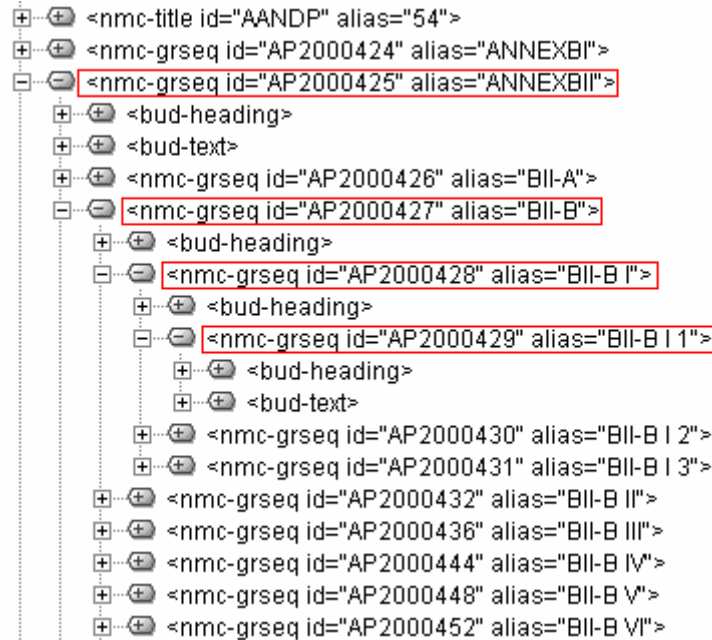 <nmc-title id="AANDP" alias="54">
<nmc-grseq id="AP2000424" alias="ANNEXBI">
<nmc-grseq id="AP2000425" alias="ANNEXBII">
<bud-heading>
<bud-text>
<nmc-grseq id="AP2000426" alias="BII-A">
<nmc-grseq id="AP2000427" alias="BII-B">
<bud-heading>
<nmc-grseq id="AP2000428" alias="BII-B I">
<bud-heading>
<nmc-grseq id="AP2000429" alias="BII-B I 1">
<bud-heading>
<bud-text>
<nmc-grseq id="AP2000430" alias="BII-B I 2">
<nmc-grseq id="AP2000431" alias="BII-B I 3">
<nmc-grseq id="AP2000432" alias="BII-B II">
<nmc-grseq id="AP2000436" alias="BII-B III">
<nmc-grseq id="AP2000444" alias="BII-B IV">
<nmc-grseq id="AP2000448" alias="BII-B V">
<nmc-grseq id="AP2000452" alias="BII-B VI">